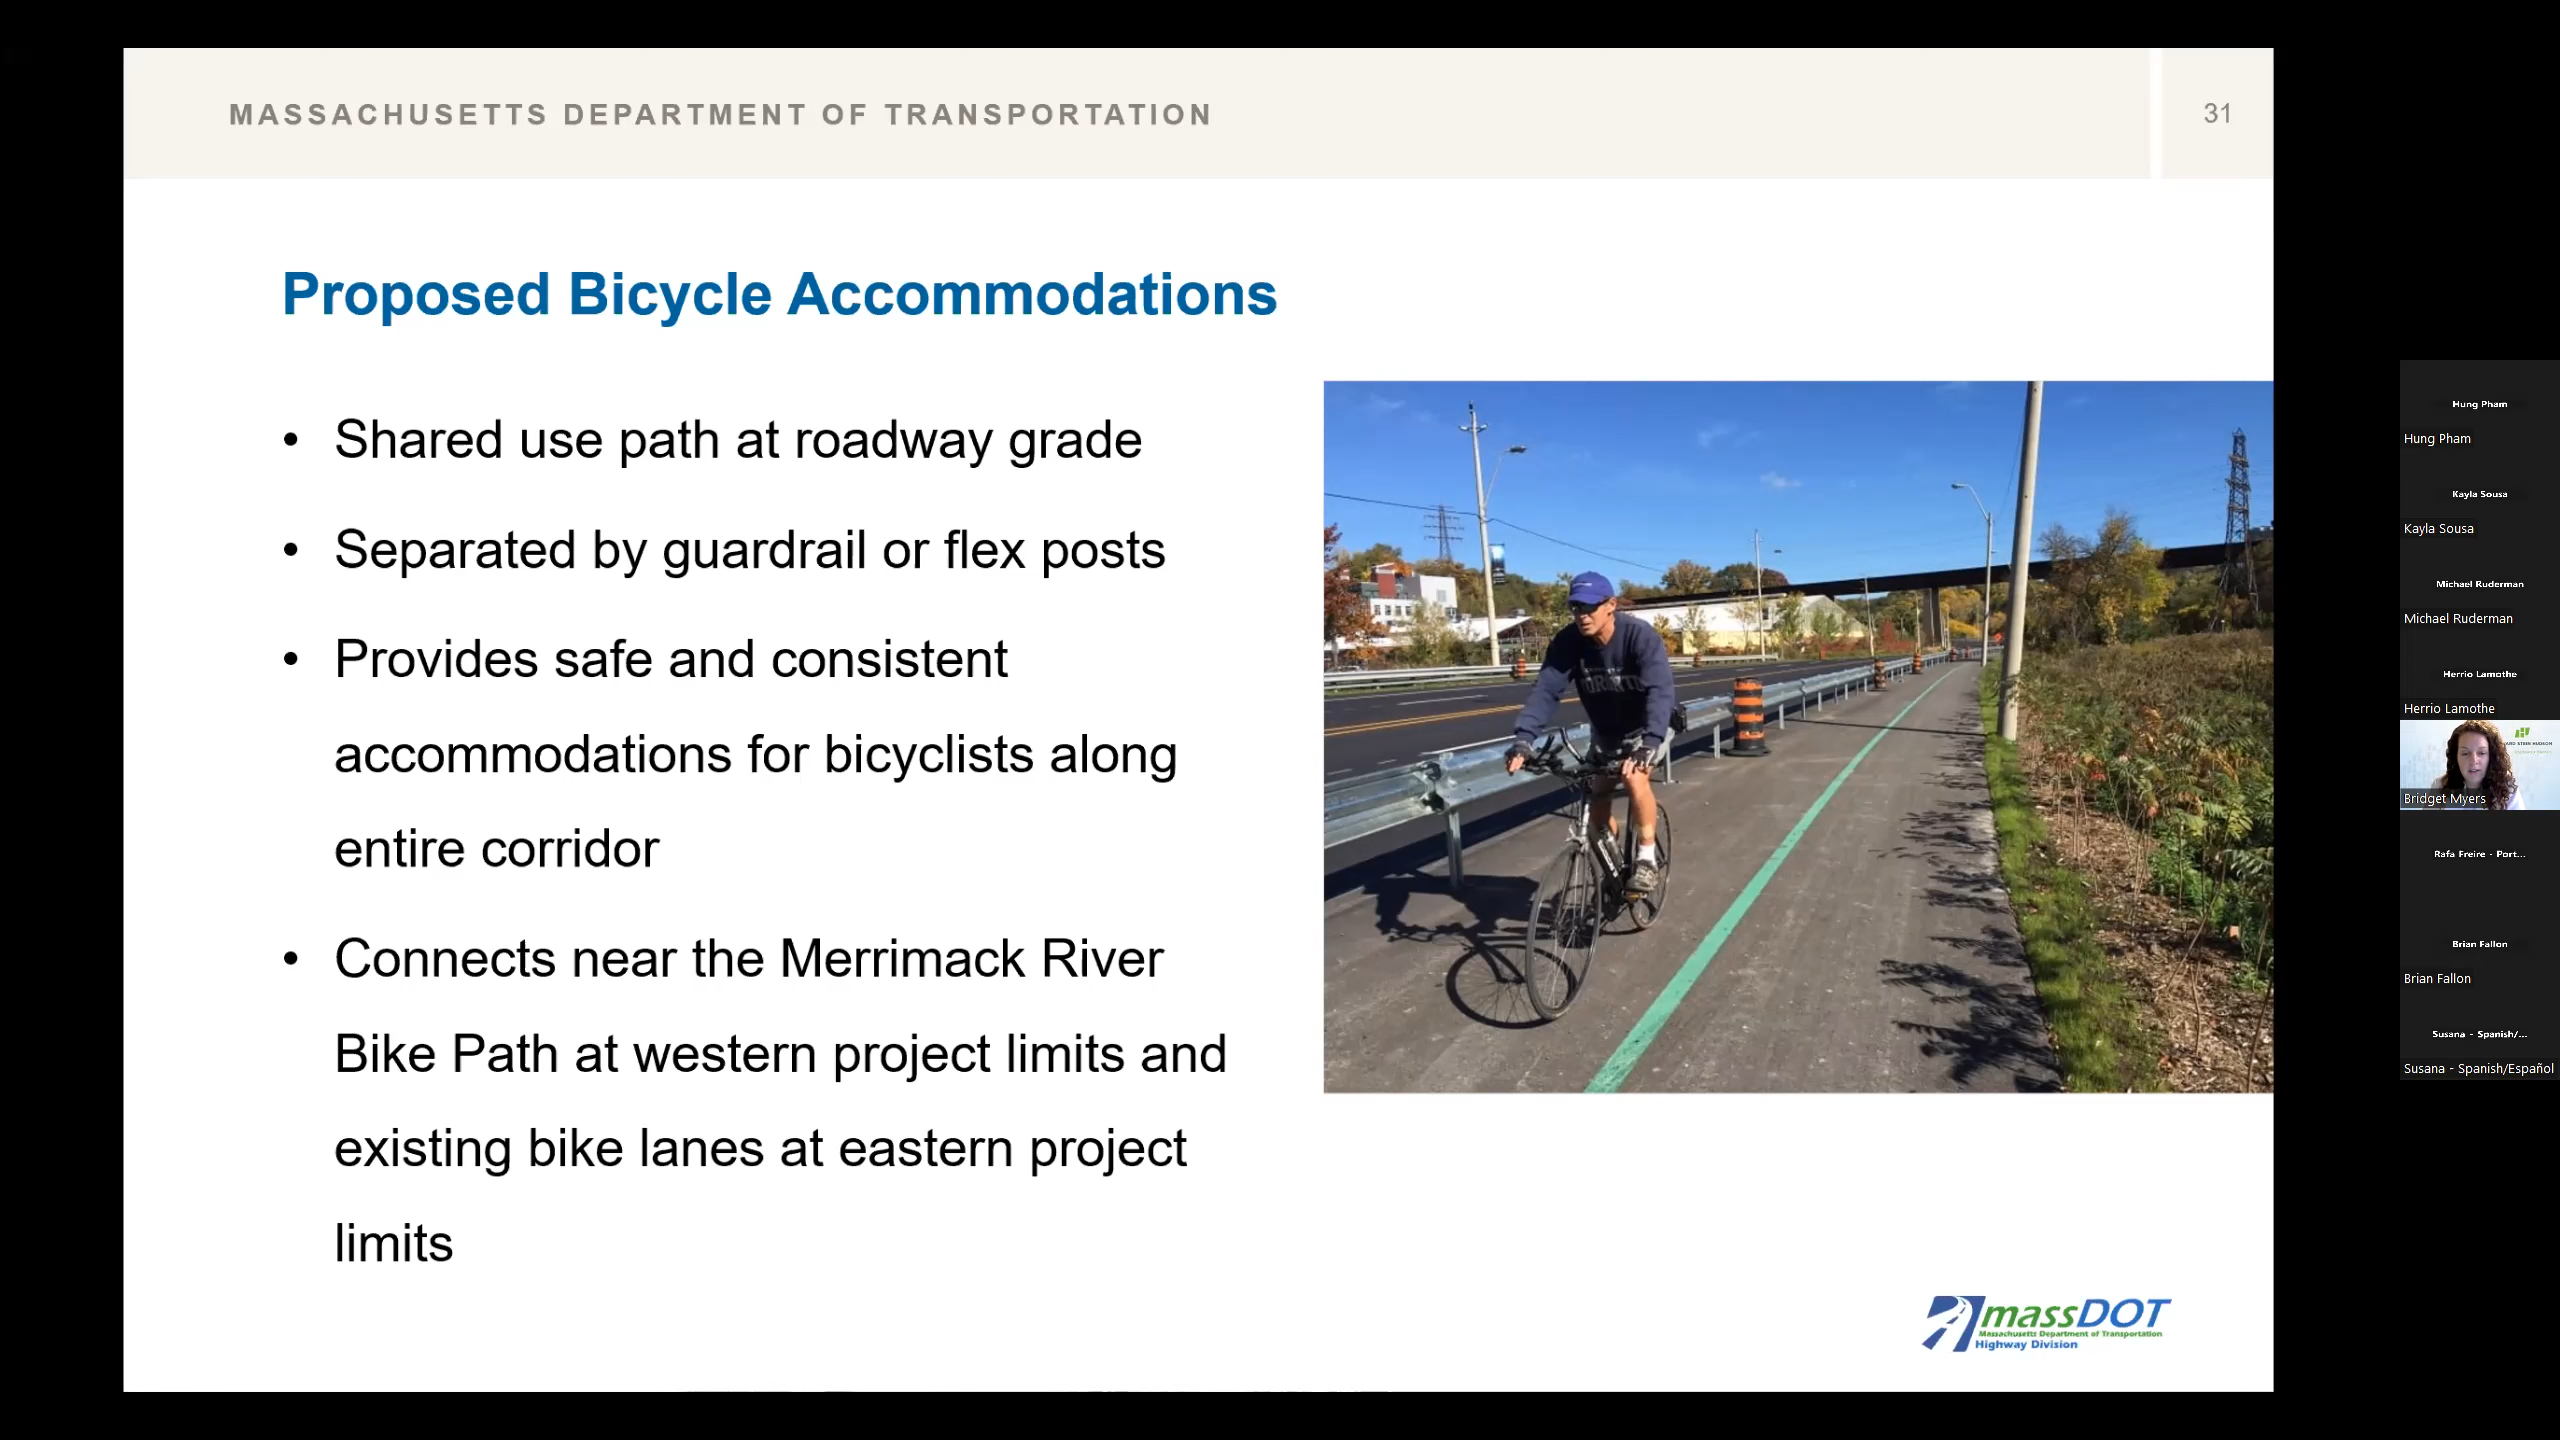 MASSACHUSETTS DEPARTMENT OF TRANSPORTATION
31
Proposed Bicycle Accommodations
• Shared use path at roadway grade
• Separated by guardrail or flex posts
• Provides safe and consistent
accommodations for bicyclists along
entire corridor
• Connects near the Merrimack River
Bike Path at western project limits and
existing bike lanes at eastern project
limits
massDOT
Massachusetts Department of Transportation
Highway Division
Hung Pham
Hung Pham
Kayla Sousa
Kayla Sousa
Michael Ruderman
Michael Ruderman
Herrio Lamothe
Herrio Lamothe
Bridget Myers
Rafa Freire - Port...
Brian Fallon
Brian Fallon
Susana - Spanish/...
Susana - Spanish/Español